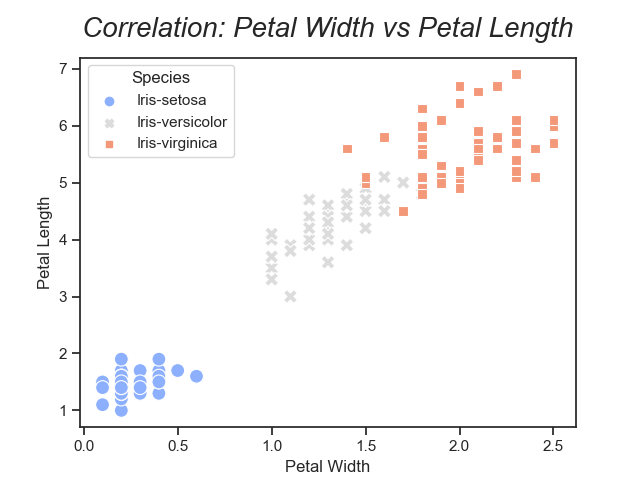 Correlation: Petal Width vs Petal Length
Species
Iris-setosa
Iris-versicolor
Iris-virginica
Petal Length
7
6
5
4
3
2
1
0.0 0.5 1.0 1.5 2.0 2.5
Petal Width